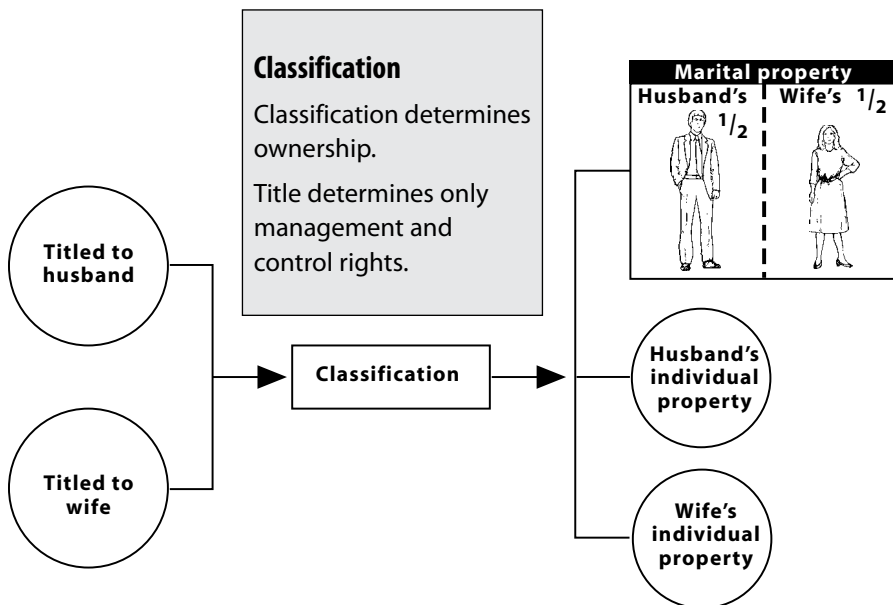 Classification
Classification determines
ownership.
Title determines only
management and
control rights.
Titled to
husband
Titled to
wife
Classification
Marital property
Husband's
1/2
Wife's 1/2
Husband's
individual
property
Wife's
individual
property